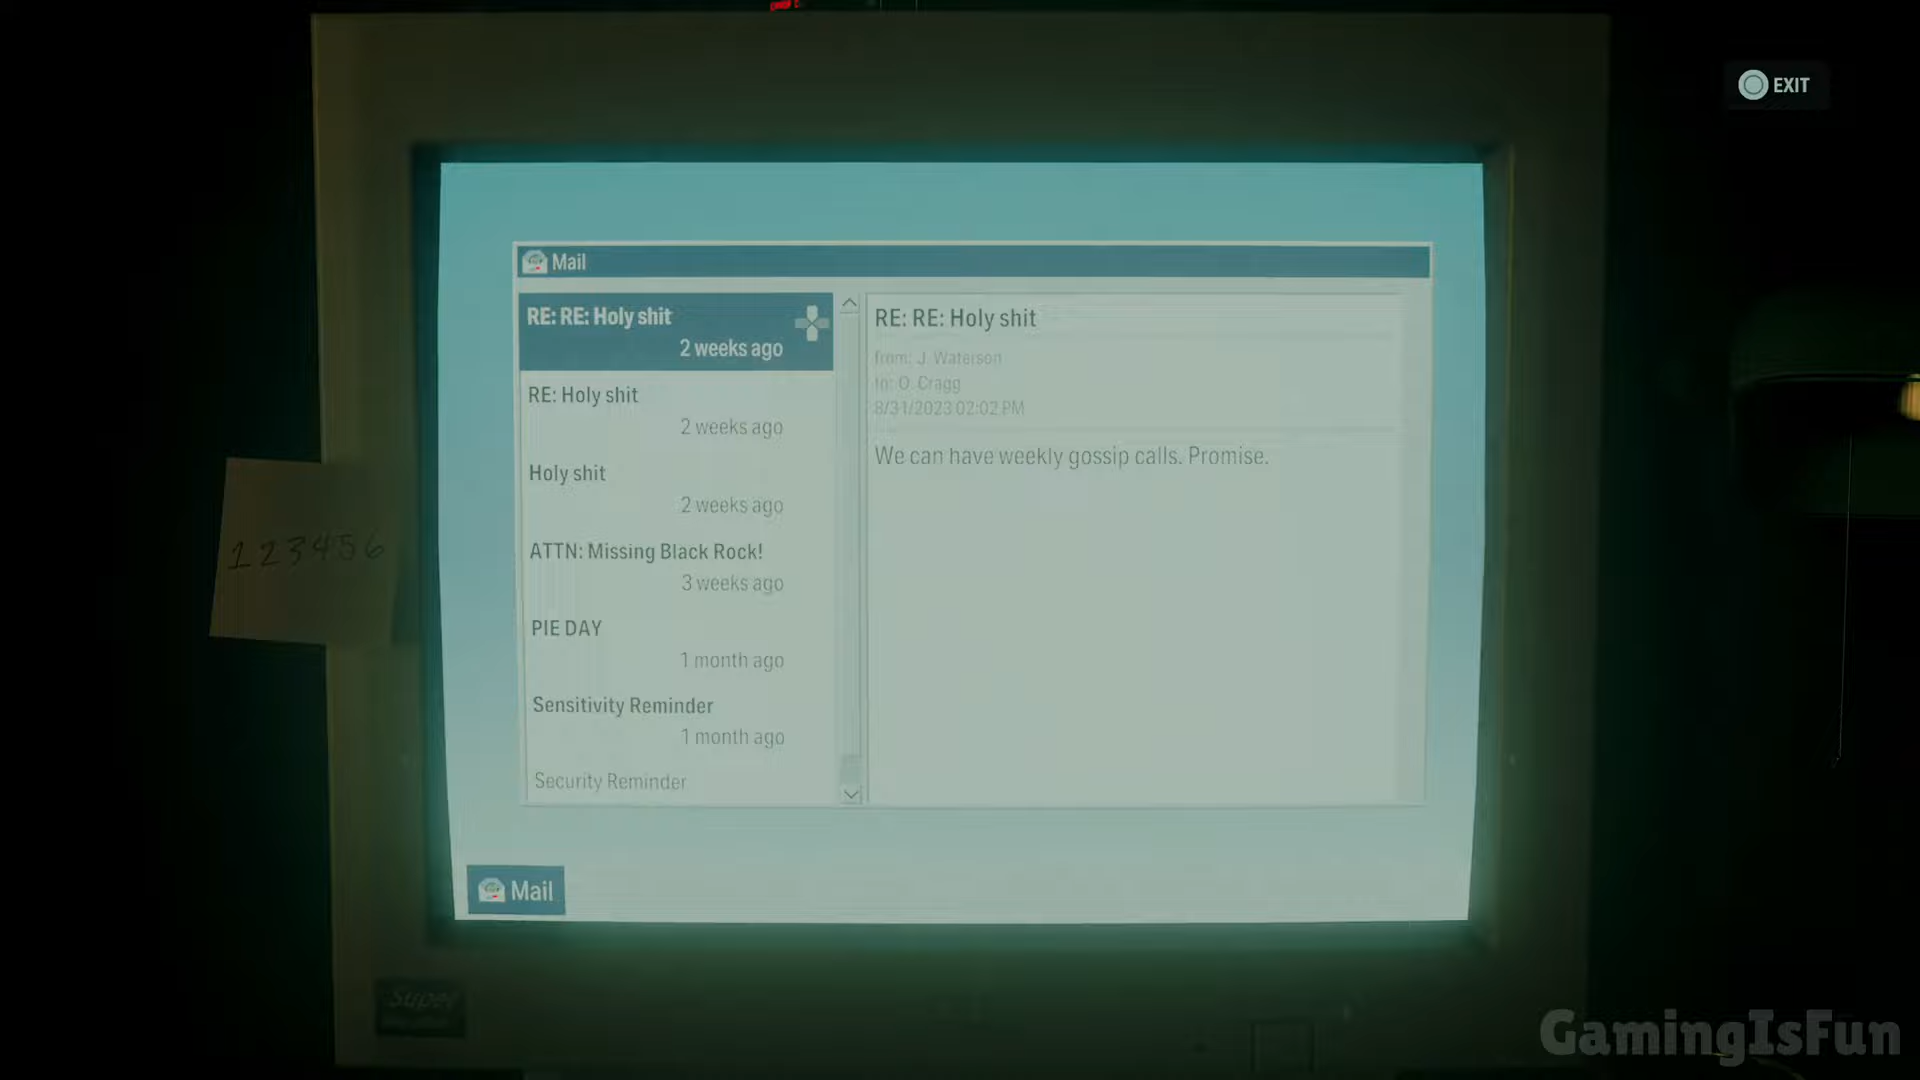 EXIT
Mail
RE: RE: Holy shit
2 weeks ago
RE: Holy shit
2 weeks ago
Holy shit
2 weeks ago
ATTN: Missing Black Rock!
3 weeks ago
PIE DAY
1 month ago
Sensitivity Reminder
1 month ago
Security Reminder
RE: RE: Holy shit
from: J. Waterson
to: O. Cragg
8/31/2023 02:02 PM
We can have weekly gossip calls. Promise.
123456
Mail
Super
GamingIsFun